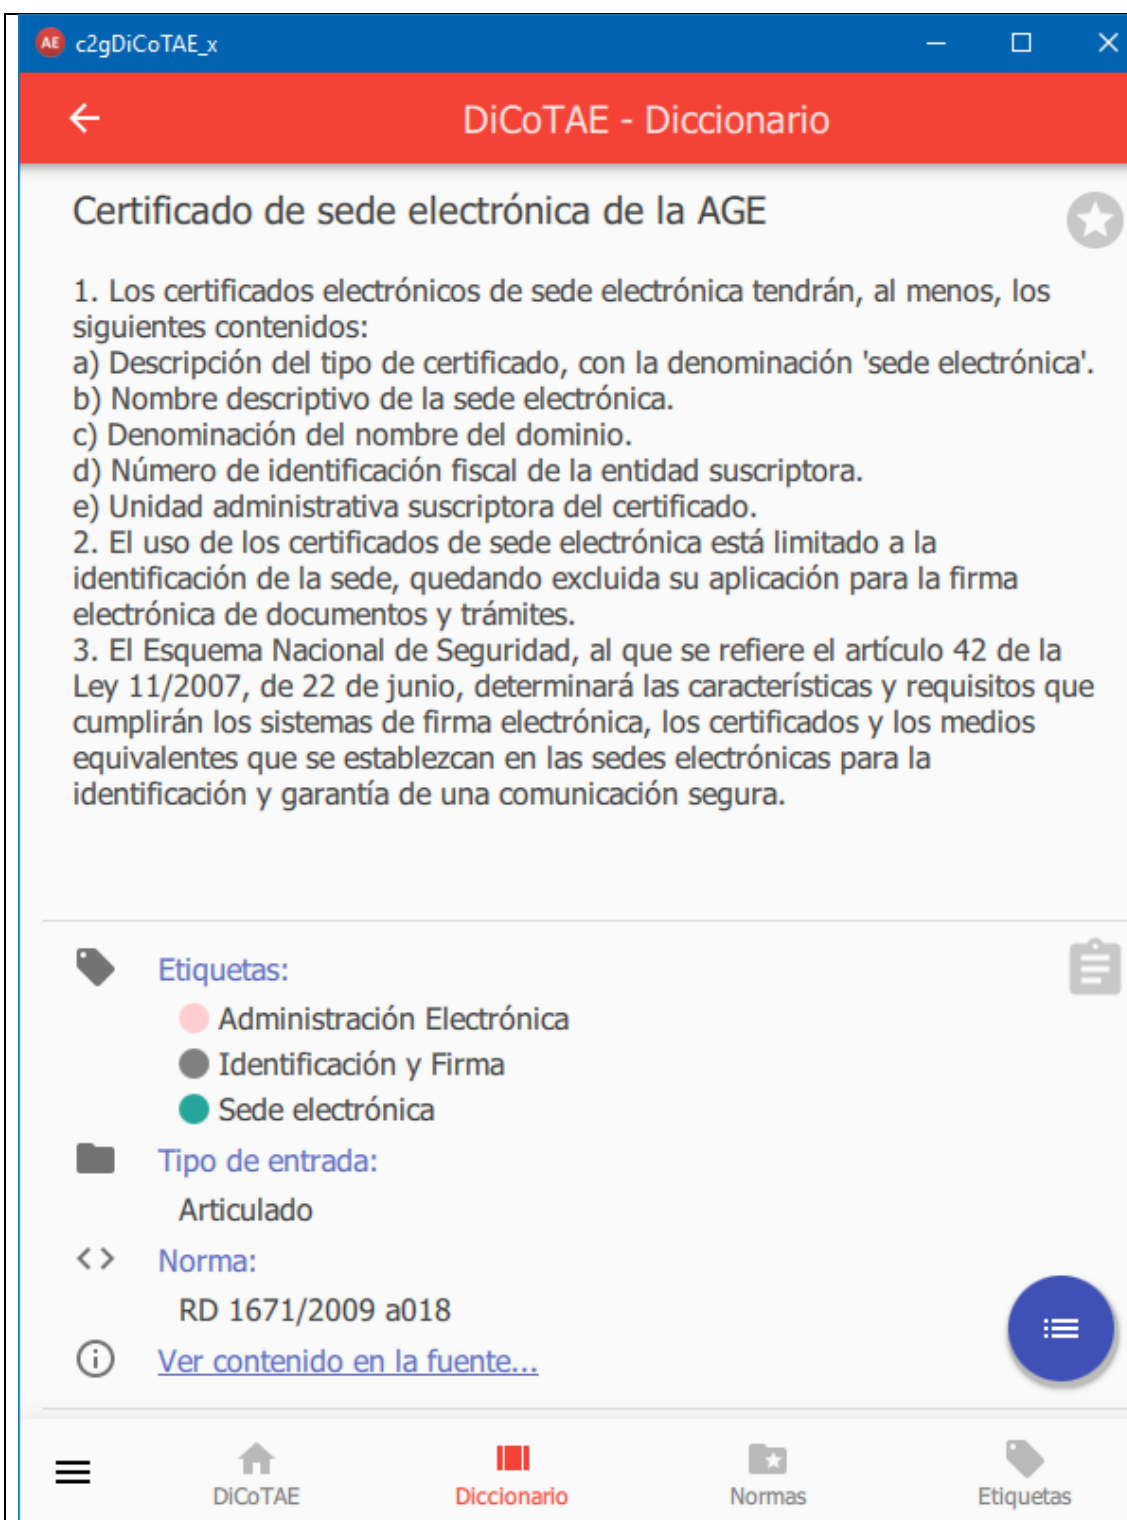 AE c2gDiCoTAE_x
DiCoTAE - Diccionario
Certificado de sede electrónica de la AGE
1. Los certificados electrónicos de sede electrónica tendrán, al menos, los
siguientes contenidos:
a) Descripción del tipo de certificado, con la denominación 'sede electrónica'.
b) Nombre descriptivo de la sede electrónica.
c) Denominación del nombre del dominio.
d) Número de identificación fiscal de la entidad suscriptora.
e) Unidad administrativa suscriptora del certificado.
2. El uso de los certificados de sede electrónica está limitado a la
identificación de la sede, quedando excluida su aplicación para la firma
electrónica de documentos y trámites.
3. El Esquema Nacional de Seguridad, al que se refiere el artículo 42 de la
Ley 11/2007, de 22 de junio, determinará las características y requisitos que
cumplirán los sistemas de firma electrónica, los certificados y los medios
equivalentes que se establezcan en las sedes electrónicas para la
identificación y garantía de una comunicación segura.
Etiquetas:
Administración Electrónica
Identificación y Firma
Sede electrónica
Tipo de entrada:
Articulado
Norma:
RD 1671/2009 a018
Ver contenido en la fuente...
DiCoTAE Diccionario Normas Etiquetas